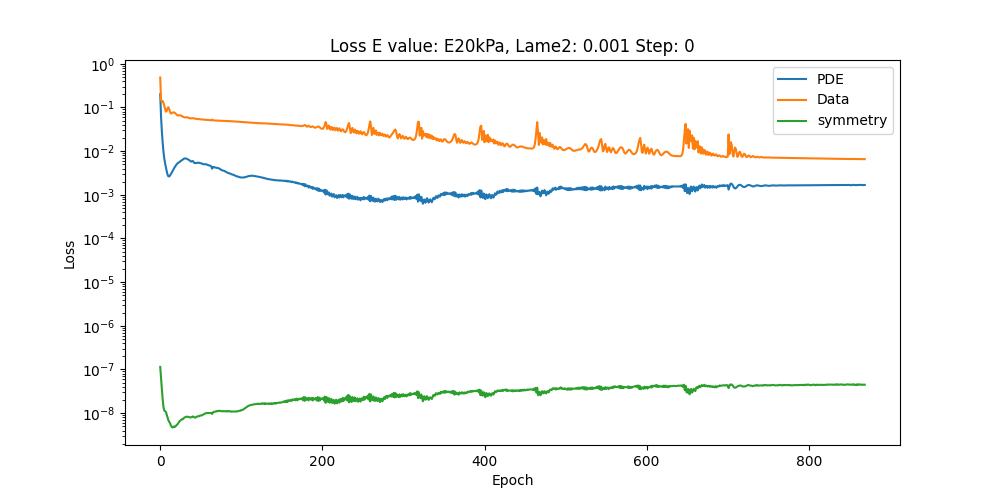 Loss E value: E20kPa, Lame2: 0.001 Step: 0
PDE
Data
symmetry
10⁰
10⁻¹
10⁻²
10⁻³
10⁻⁴
10⁻⁵
10⁻⁶
10⁻⁷
10⁻⁸
Loss
0 200 400 600 800
Epoch